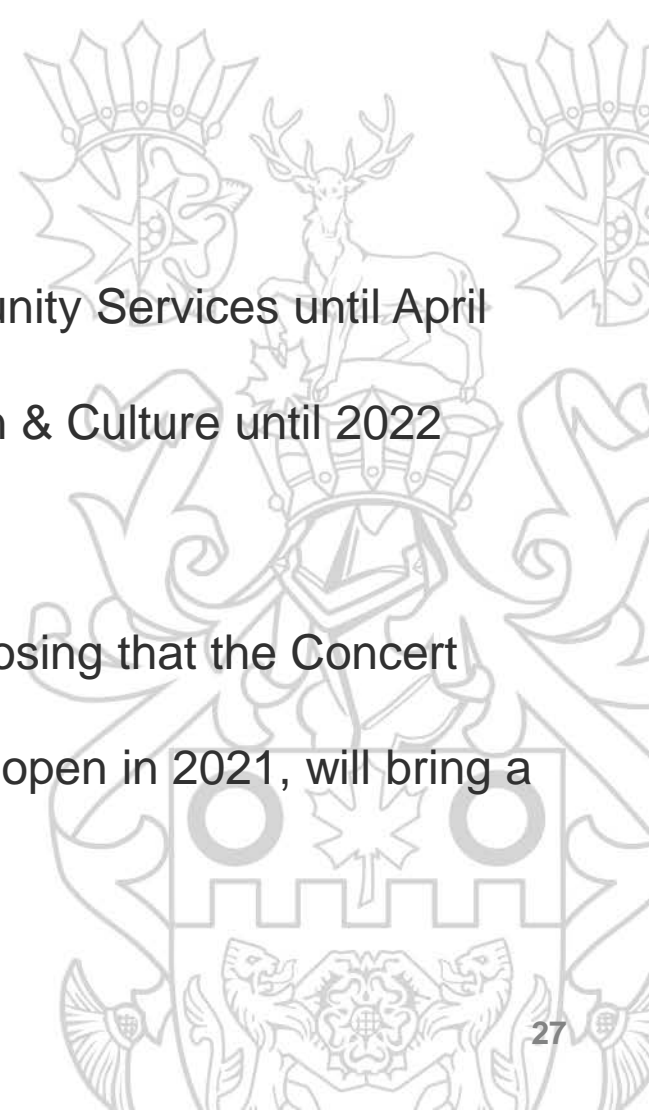 unity Services until April
n & Culture until 2022
osing that the Concert
open in 2021, will bring a
27